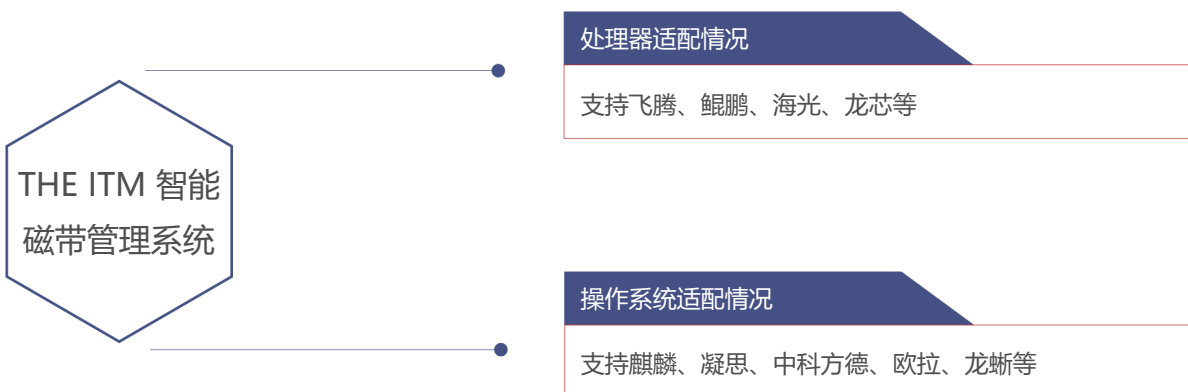 THE ITM 智能
磁带管理系统
处理器适配情况
支持飞腾、鲲鹏、海光、龙芯等
操作系统适配情况
支持麒麟、凝思、中科方德、欧拉、龙蜥等